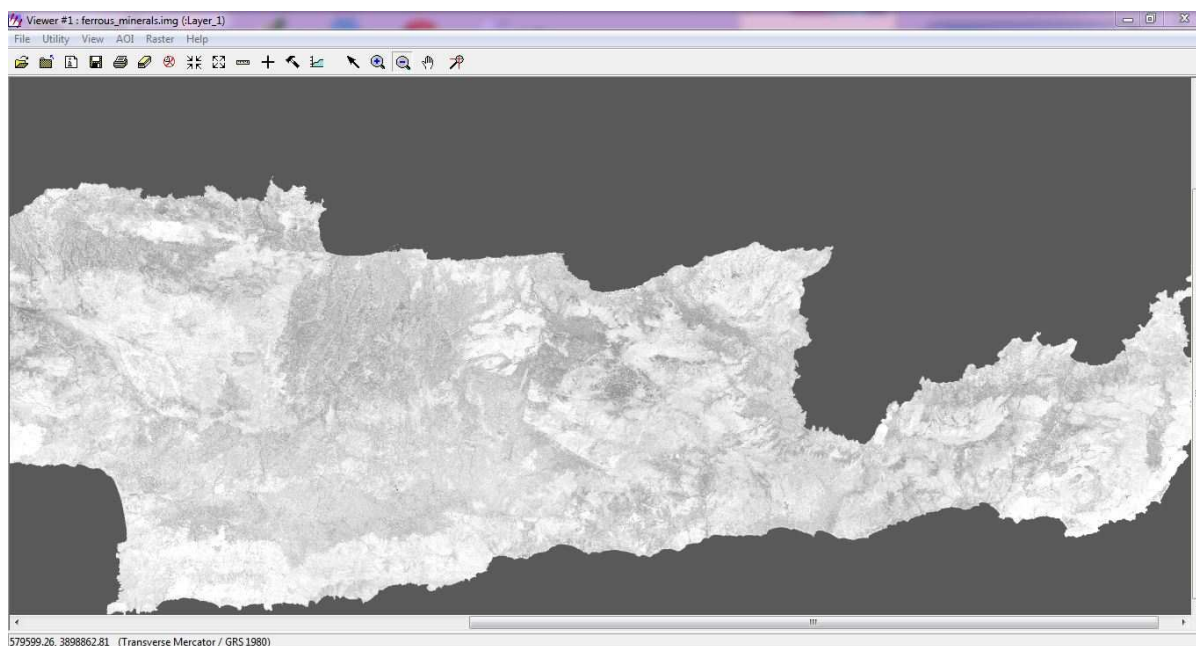 Viewer #1 : ferrous_minerals.img (:Layer_1)
File Utility View AOI Raster Help
579599.26, 3898862.81 (Transverse Mercator / GRS 1980)